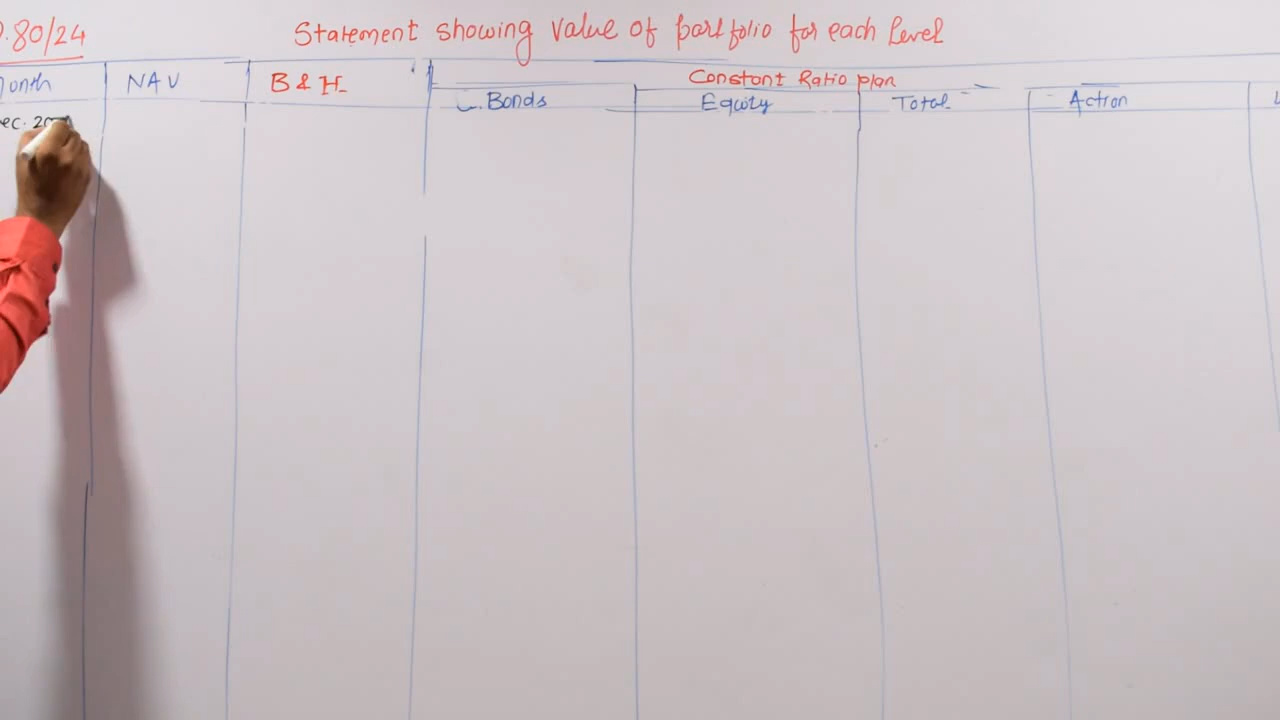 .80/24 Statement showing value of portfolio for each level
onth NAV B & H Constant Ratio plan
Bonds Equity Total Action
ec.